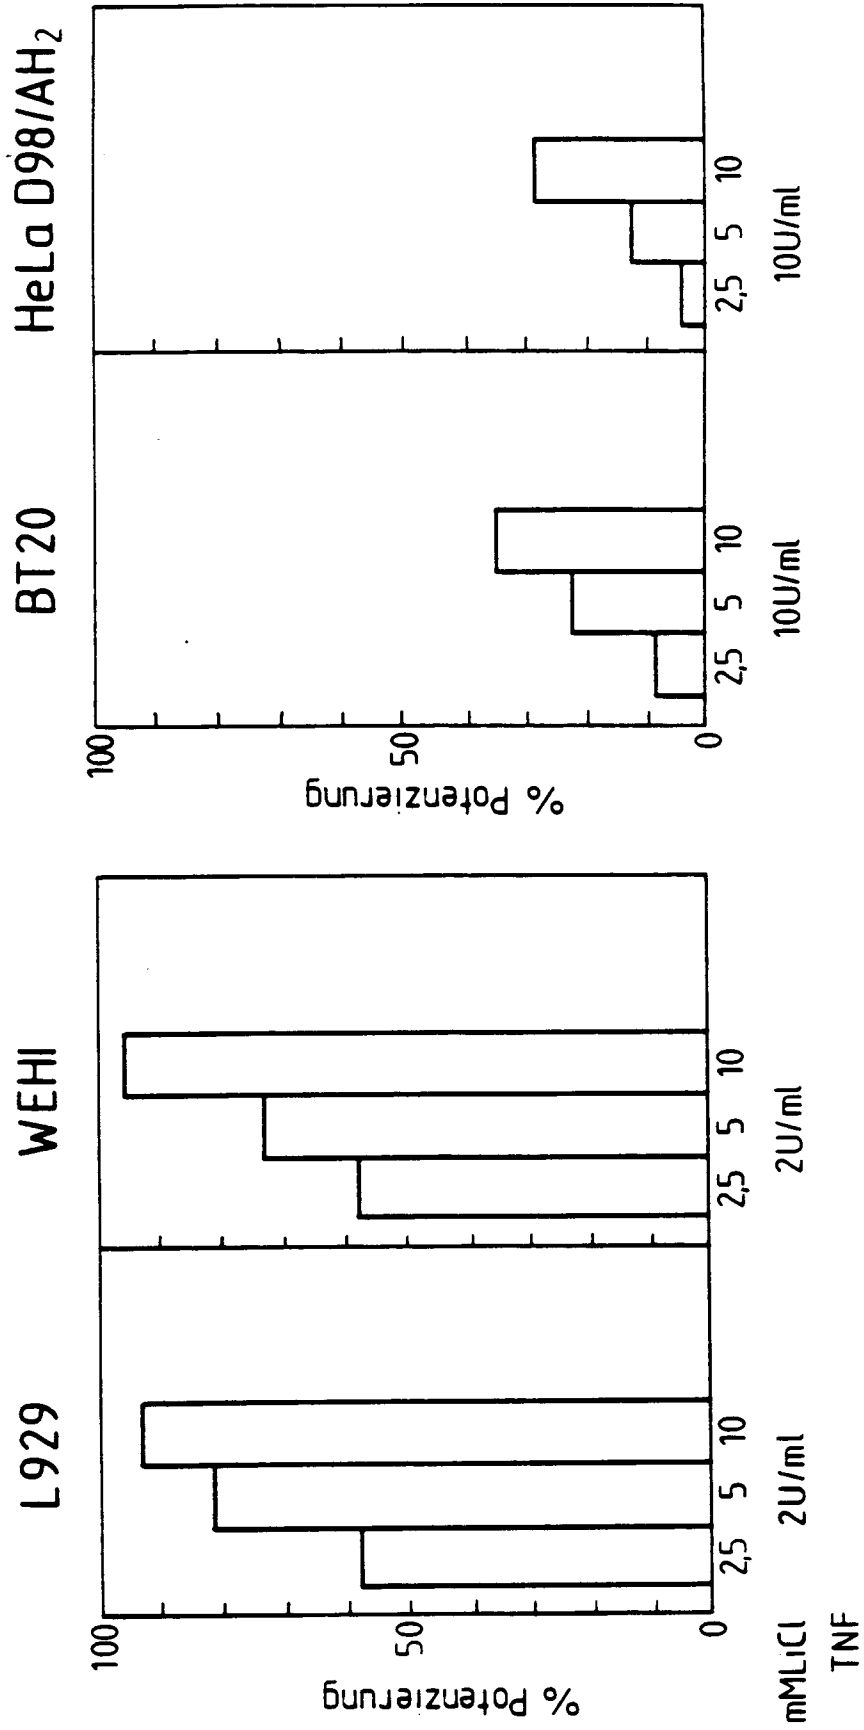 L929
WEHI
BT20
HeLa D98/AH₂
% Potenzierung
100
50
0
% Potenzierung
100
50
0
mMLiCl 2,5 5 10 2,5 5 10 2,5 5 10 2,5 5 10
TNF 2U/ml 2U/ml 10U/ml 10U/ml